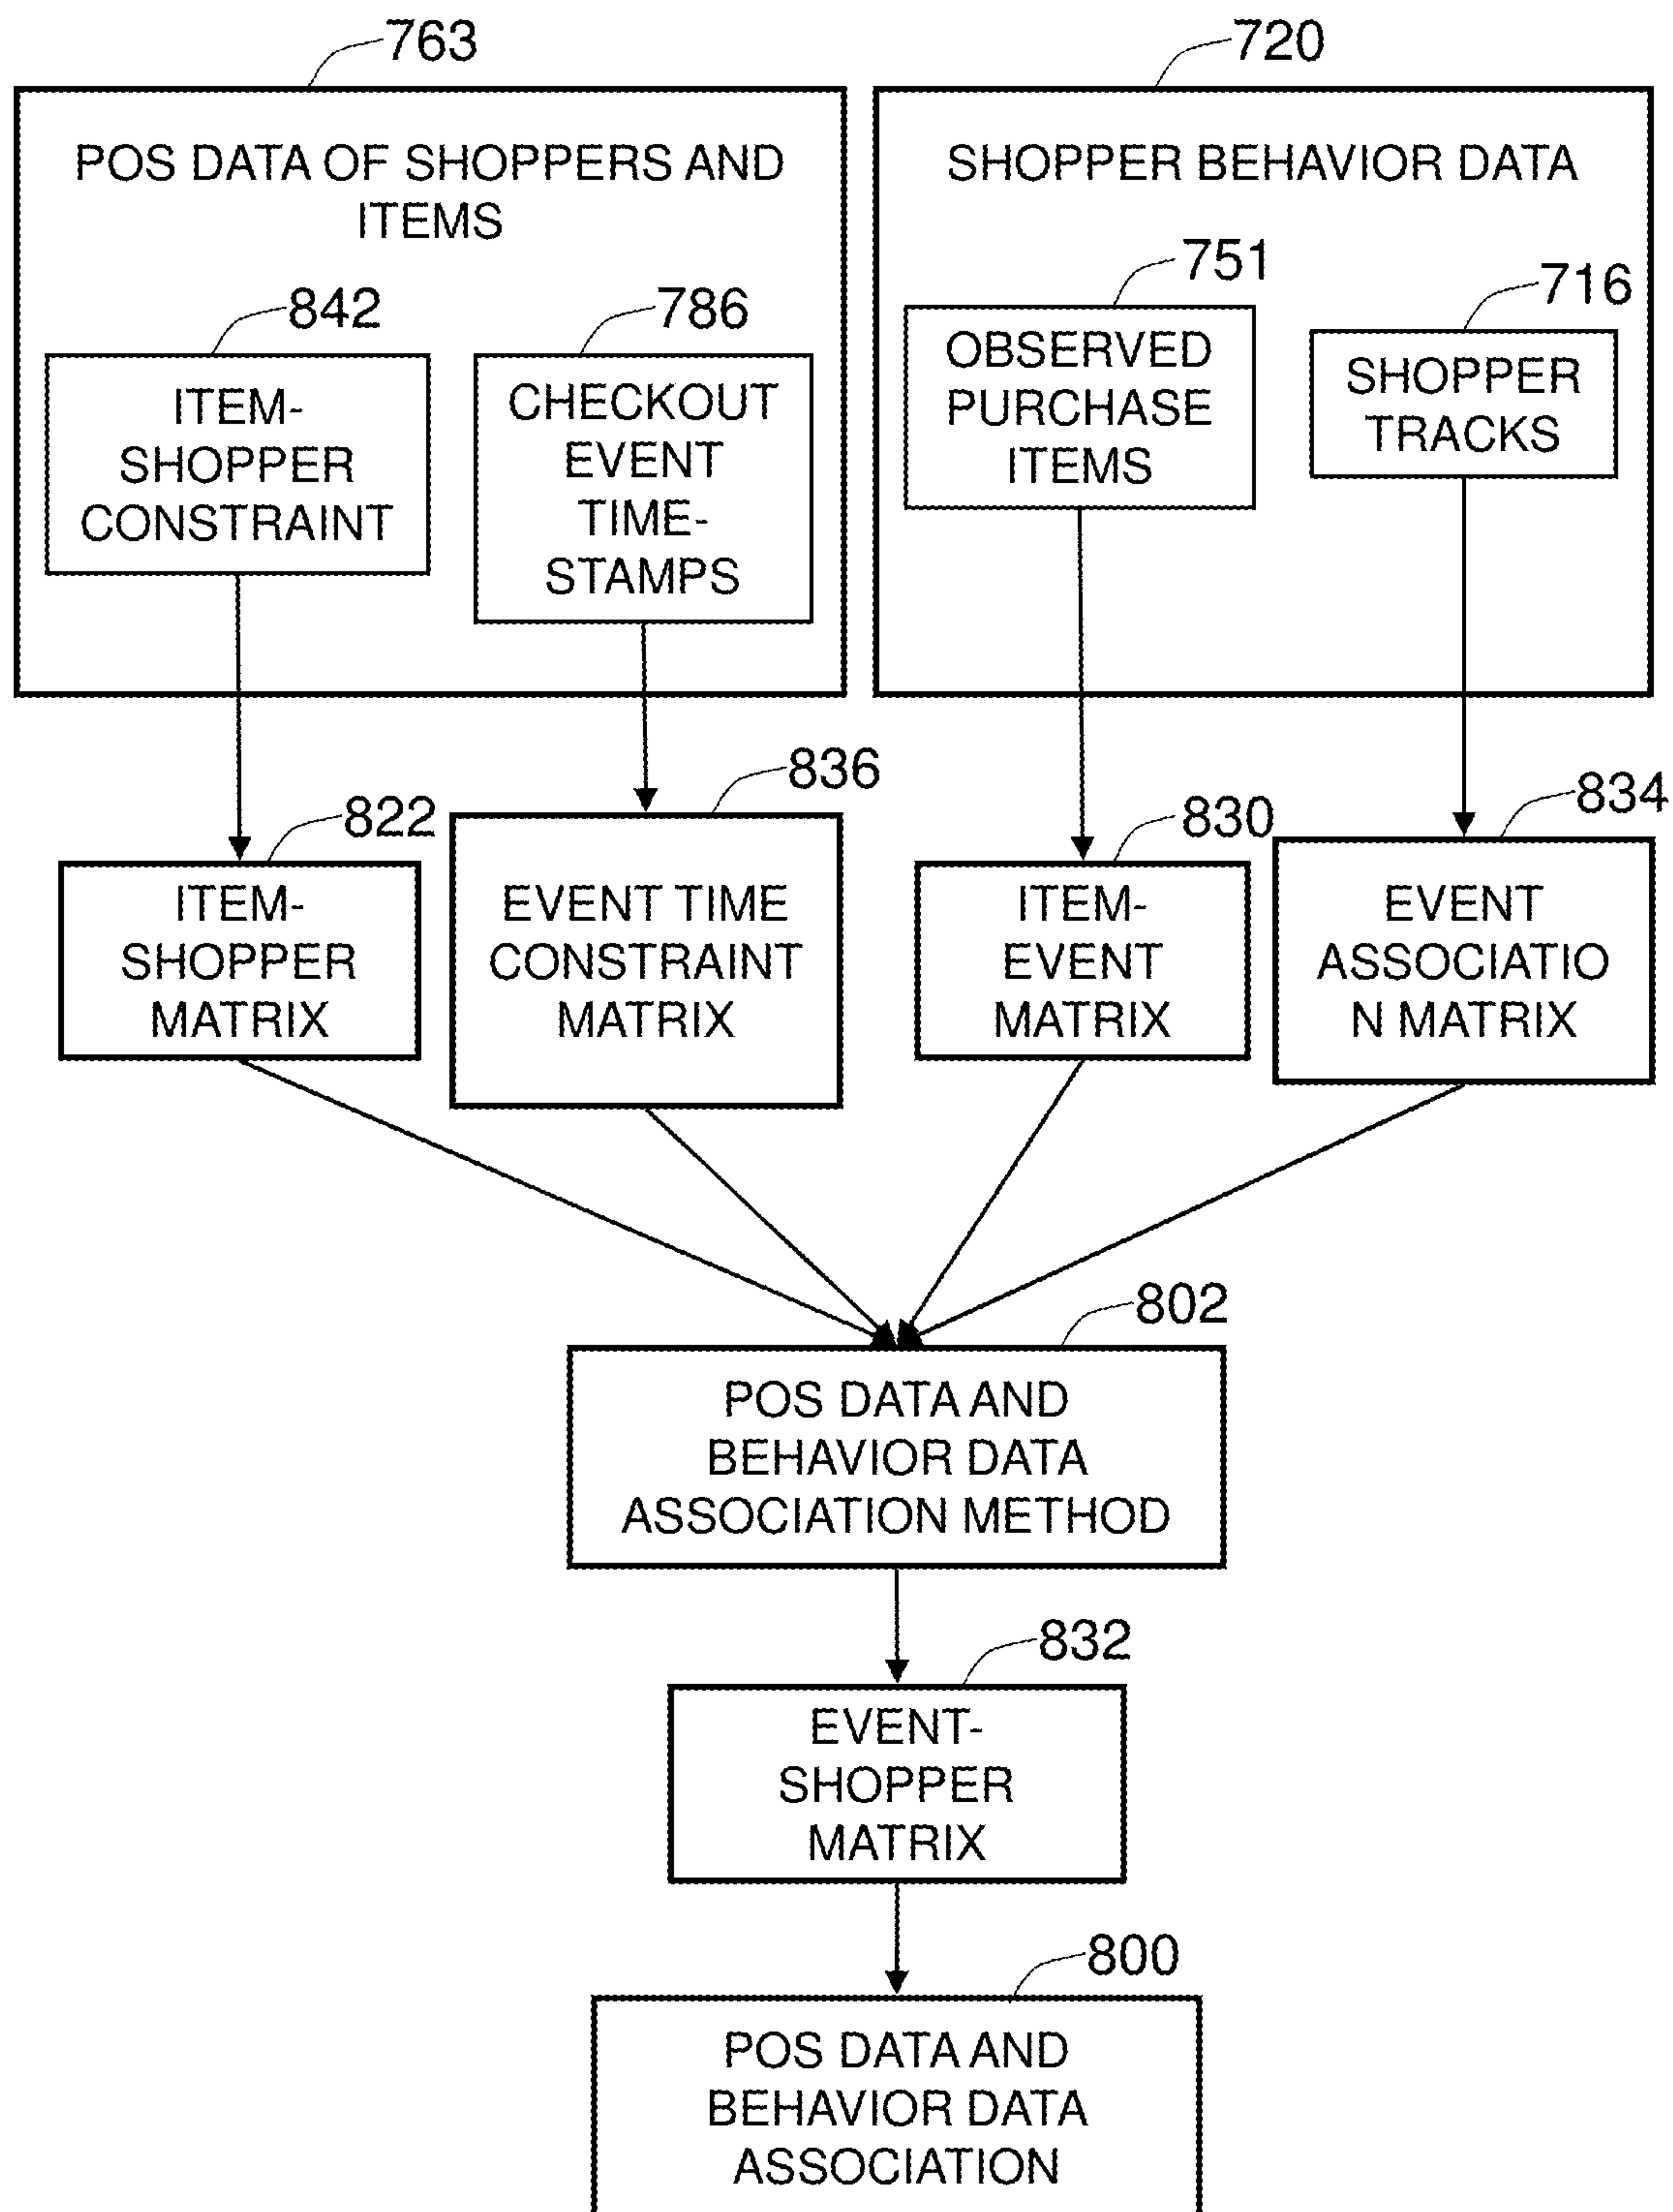 763
720
POS DATA OF SHOPPERS AND
ITEMS
SHOPPER BEHAVIOR DATA
842
ITEM-
SHOPPER
CONSTRAINT
786
CHECKOUT
EVENT
TIME-
STAMPS
751
OBSERVED
PURCHASE
ITEMS
716
SHOPPER
TRACKS
822
ITEM-
SHOPPER
MATRIX
836
EVENT TIME
CONSTRAINT
MATRIX
830
ITEM-
EVENT
MATRIX
834
EVENT
ASSOCIATIO
N MATRIX
802
POS DATA AND
BEHAVIOR DATA
ASSOCIATION METHOD
832
EVENT-
SHOPPER
MATRIX
800
POS DATA AND
BEHAVIOR DATA
ASSOCIATION